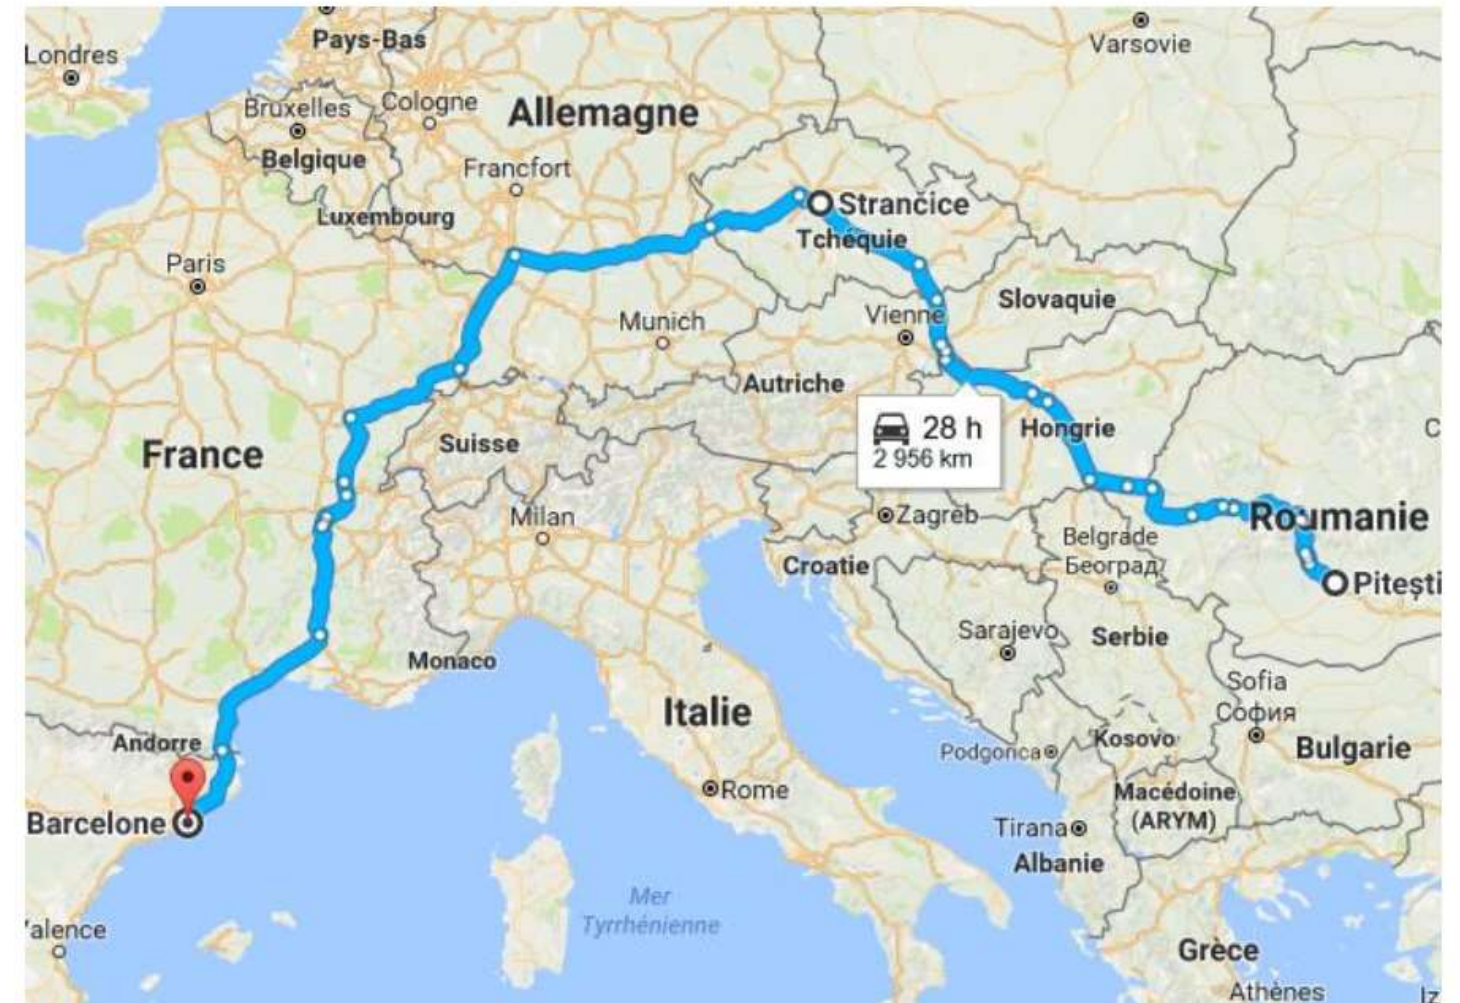 Londres
Pays-Bas
Varsovie
Bruxelles
Cologne
Allemagne
Belgique
Francfort
Luxembourg
Strančice
Tchéquie
Paris
Slovaquie
Munich
Vienne
Autriche
28 h
2 956 km
Hongrie
France
Suisse
Milan
Zagreb
Roumanie
Belgrade
Београд
Croatie
Pitești
Sarajevo
Serbie
Monaco
Italie
Sofia
София
Andorre
Podgorica
Kosovo
Bulgarie
Rome
Macédoine
(ARYM)
Barcelone
Tirana
Albanie
Mer
Tyrrhénienne
alence
Grèce
Athènes
Iz
C